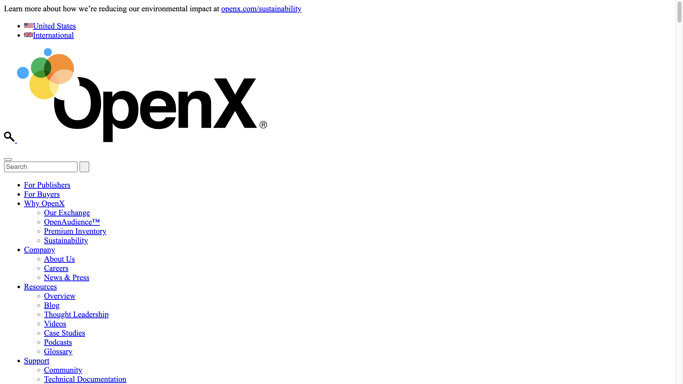 Learn more about how we're reducing our environmental impact at openx.com/sustainability
United States
International
OpenX®
Search
For Publishers
For Buyers
Why OpenX
Our Exchange
OpenAudience™
Premium Inventory
Sustainability
Company
About Us
Careers
News & Press
Resources
Overview
Blog
Thought Leadership
Videos
Case Studies
Podcasts
Glossary
Support
Community
Technical Documentation